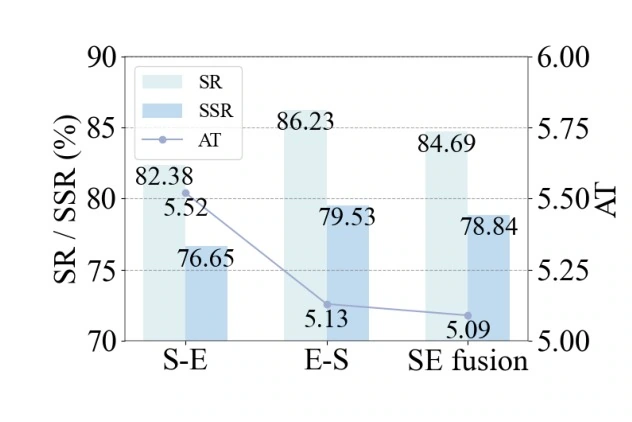 90
85
80
75
70
SR / SSR (%)
6.00
5.75
5.50
5.25
5.00
AT
SR
SSR
AT
82.38
5.52
76.65
86.23
79.53
5.13
84.69
78.84
5.09
S-E
E-S
SE fusion